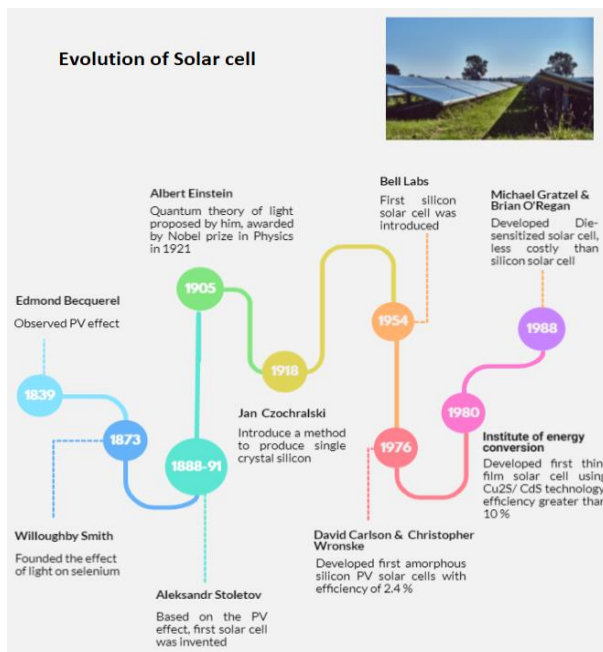 Evolution of Solar cell
Edmond Becquerel
Observed PV effect
1839
1873
Willoughby Smith
Founded the effect
of light on selenium
1888-91
Aleksandr Stoletov
Based on the PV
effect, first solar cell
was invented
Albert Einstein
Quantum theory of light
proposed by him, awarded
by Nobel prize in Physics
in 1921
1905
1918
Jan Czochralski
Introduce a method
to produce single
crystal silicon
Bell Labs
First silicon
solar cell was
introduced
1954
1976
David Carlson & Christopher
Wronske
Developed first amorphous
silicon PV solar cells with
efficiency of 2.4 %
1980
Institute of energy
conversion
Developed first thin
film solar cell using
Cu2S/ CdS technology
efficiency greater than
10 %
Michael Gratzel &
Brian O'Regan
Developed Die-
sensitized solar cell,
less costly than
silicon solar cell
1988